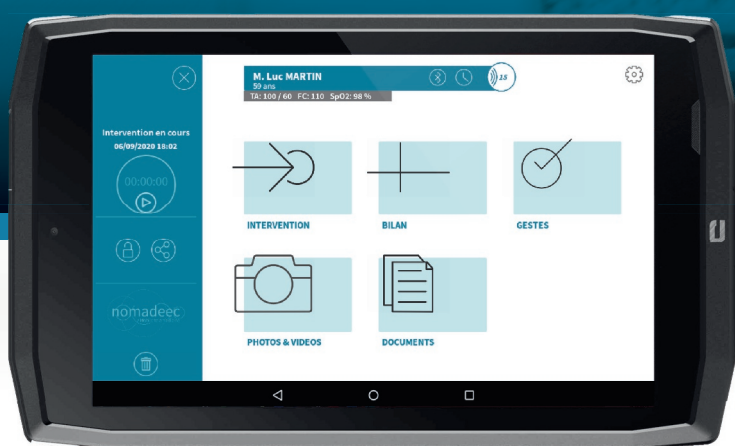 Intervention en cours
06/09/2020 18:02
00:00:00
nomadeec
M. Luc MARTIN
59 ans
TA: 100 / 60 FC: 110 SpO2: 98 %
15
INTERVENTION
BILAN
GESTES
PHOTOS & VIDEOS
DOCUMENTS